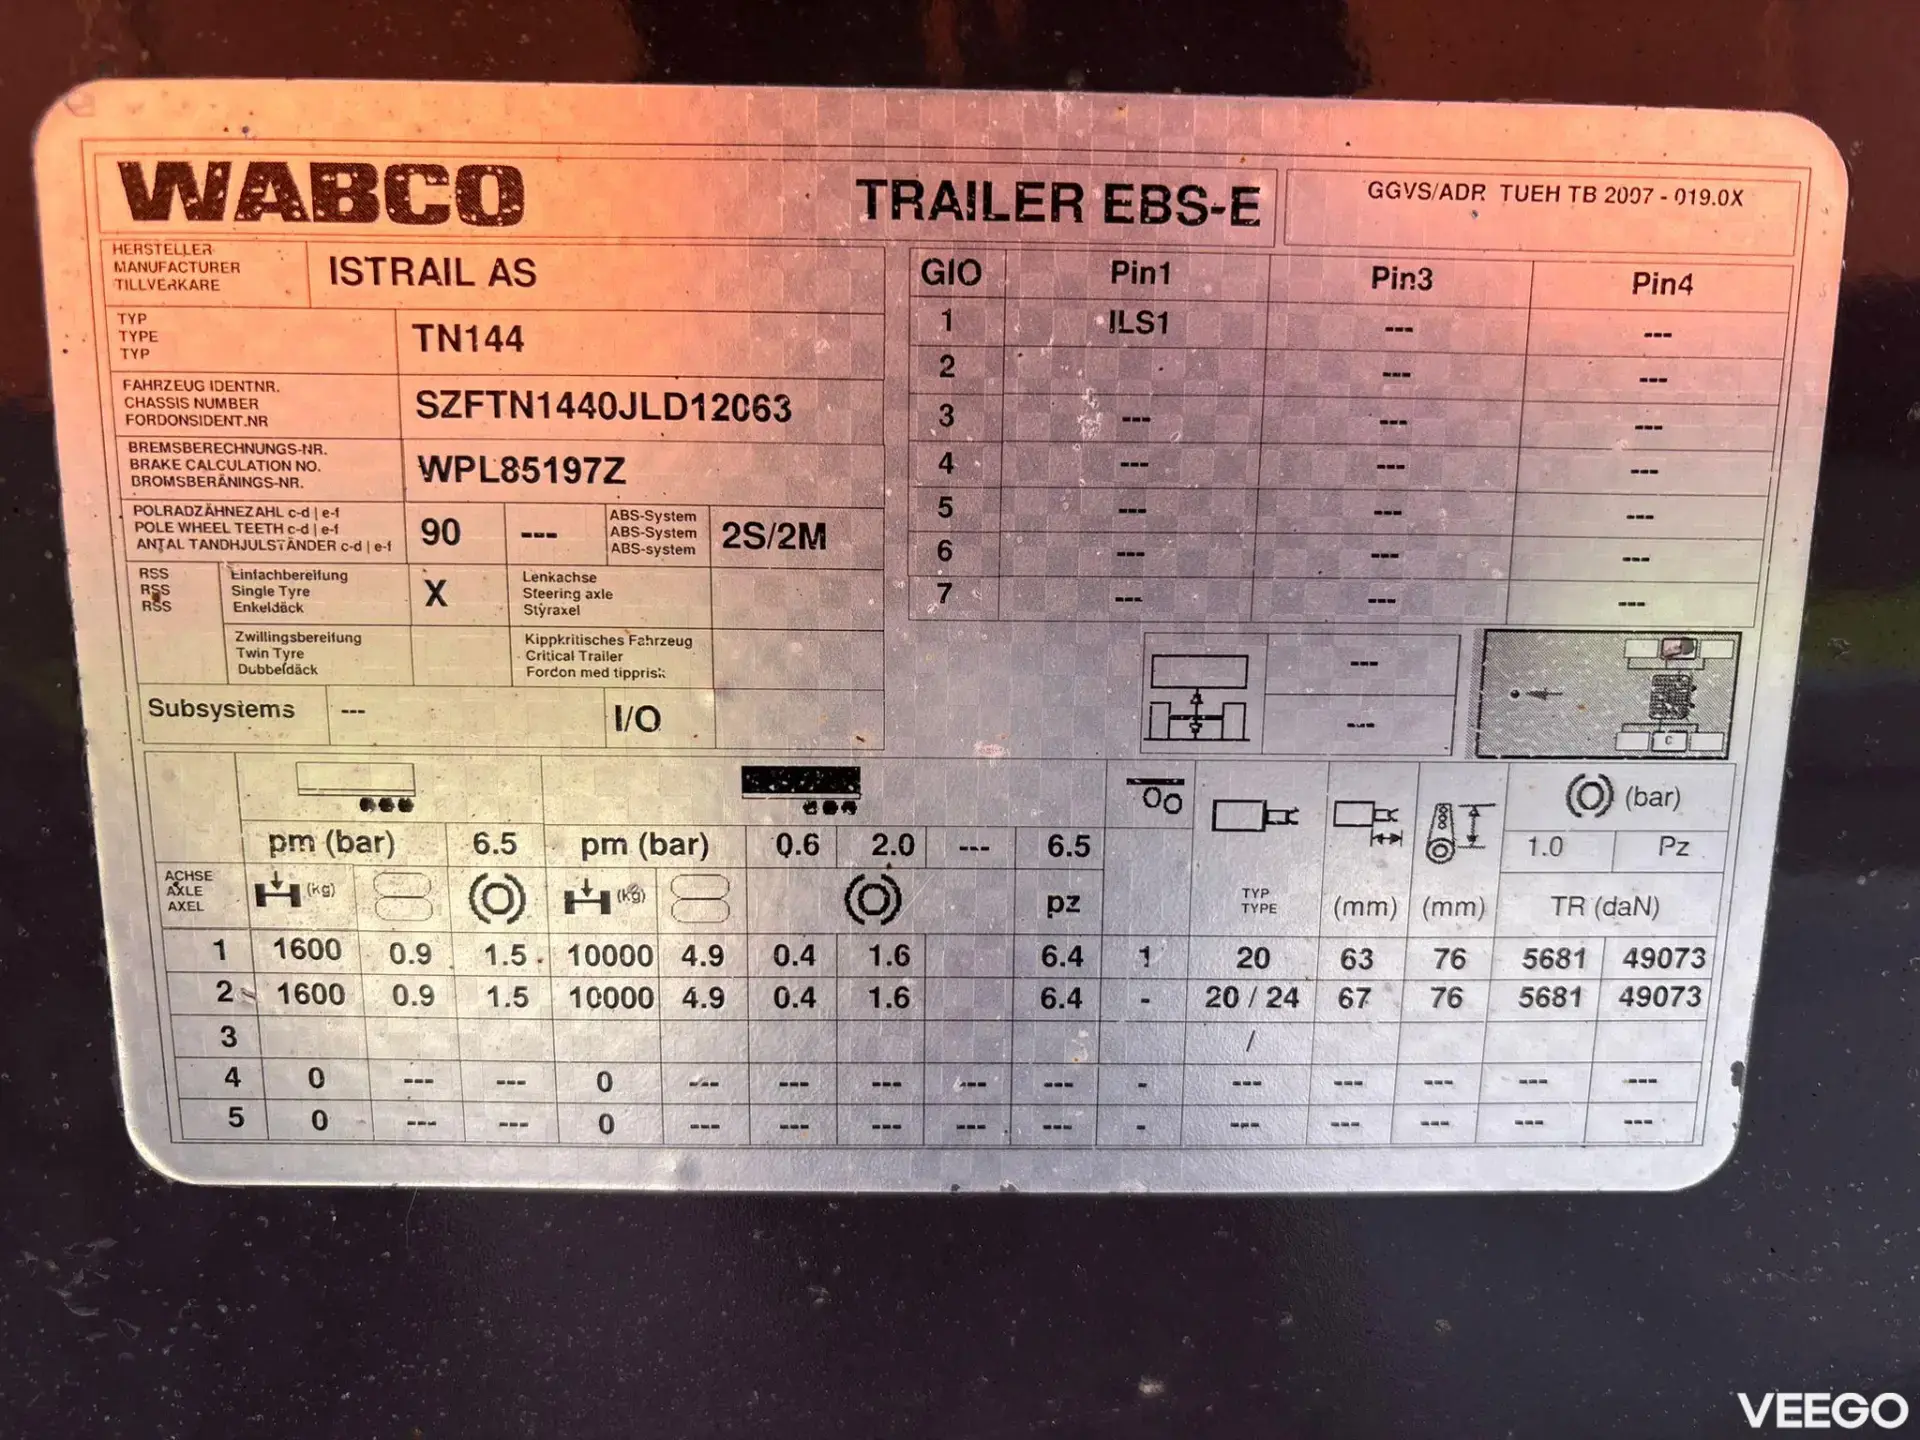 WABCO
TRAILER EBS-E
GGVS/ADR TUEH TB 2007 - 019.0X
HERSTELLER
MANUFACTURER
TILLVERKARE
ISTRAIL AS
TYP
TYPE
TYP
TN144
FAHRZEUG IDENTNR.
CHASSIS NUMBER
FORDONSIDENT.NR
SZFTN1440JLD12063
BREMSBERECHNUNGS-NR.
BRAKE CALCULATION NO.
BROMSBERÄNINGS-NR.
WPL85197Z
POLRADZÄHNEZAHL c-d | e-f
POLE WHEEL TEETH c-d | e-f
ANTAL TANDHJULSTÄNDER c-d | e-f
90 ---
ABS-System
ABS-System
ABS-system
2S/2M
RSS
RSS
RSS
Einfachbereifung
Single Tyre
Enkeldäck
X
Lenkachse
Steering axle
Styraxel
Zwillingsbereifung
Twin Tyre
Dubbeldäck
Kippkritisches Fahrzeug
Critical Trailer
Fordon med tipprisk
Subsystems --- I/O
GIO Pin1 Pin3 Pin4
1 ILS1 --- ---
2 --- ---
3 --- --- ---
4 --- --- ---
5 --- --- ---
6 --- --- ---
7 --- --- ---
---
---
C
(bar)
pm (bar) 6.5 pm (bar) 0.6 2.0 --- 6.5 1.0 Pz
ACHSE
AXLE
AXEL
(kg) (kg) pz
TYP
TYPE
(mm) (mm) TR (daN)
1 1600 0.9 1.5 10000 4.9 0.4 1.6 6.4 1 20 63 76 5681 49073
2 1600 0.9 1.5 10000 4.9 0.4 1.6 6.4 - 20 / 24 67 76 5681 49073
3 /
4 0 --- --- 0 --- --- --- --- --- - --- --- --- --- ---
5 0 --- --- 0 --- --- --- --- --- - --- --- --- --- ---
VEEGO